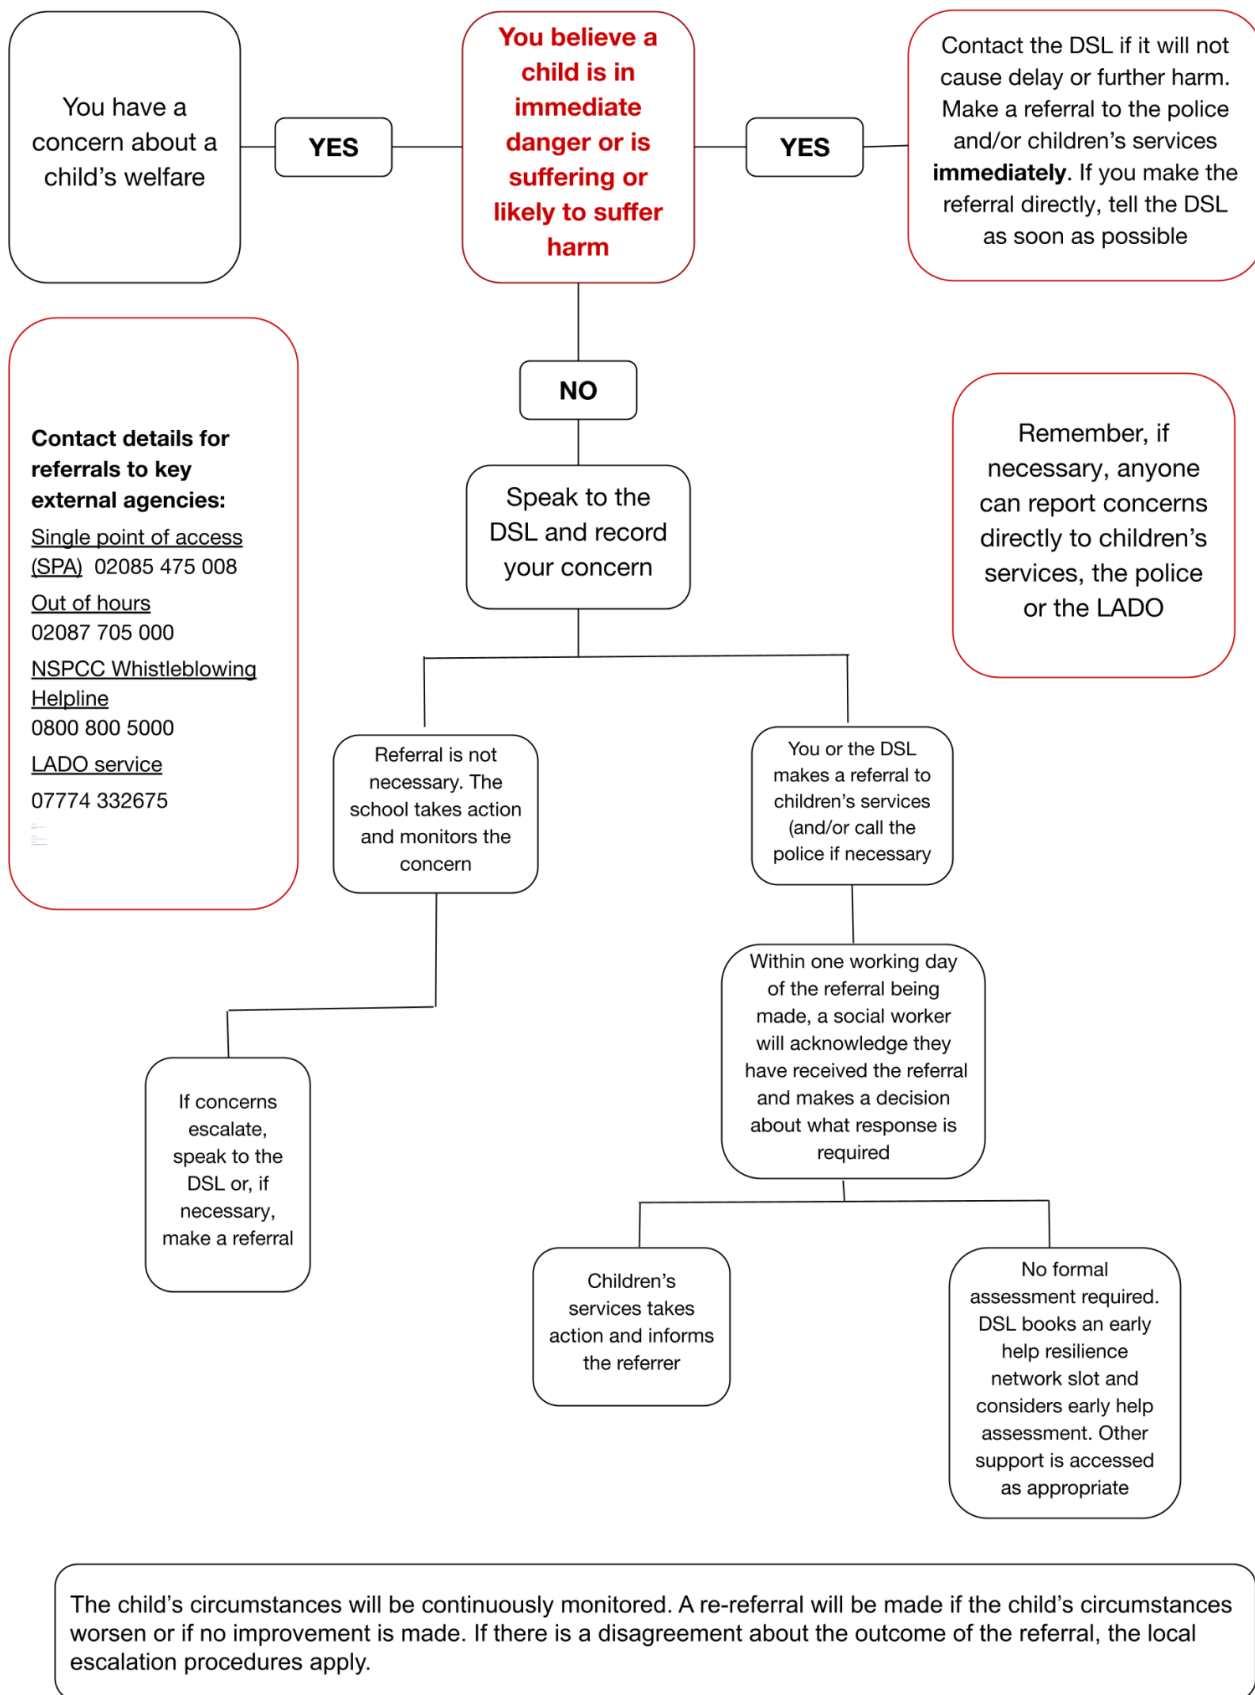 You have a
concern about a
child's welfare
YES
You believe a
child is in
immediate
danger or is
suffering or
likely to suffer
harm
YES
Contact the DSL if it will not
cause delay or further harm.
Make a referral to the police
and/or children's services
immediately. If you make the
referral directly, tell the DSL
as soon as possible
NO
Contact details for
referrals to key
external agencies:
Single point of access
(SPA) 02085 475 008
Out of hours
02087 705 000
NSPCC Whistleblowing
Helpline
0800 800 5000
LADO service
07774 332675
Speak to the
DSL and record
your concern
Remember, if
necessary, anyone
can report concerns
directly to children's
services, the police
or the LADO
Referral is not
necessary. The
school takes action
and monitors the
concern
You or the DSL
makes a referral to
children's services
(and/or call the
police if necessary
Within one working day
of the referral being
made, a social worker
will acknowledge they
have received the referral
and makes a decision
about what response is
required
If concerns
escalate,
speak to the
DSL or, if
necessary,
make a referral
Children's
services takes
action and informs
the referrer
No formal
assessment required.
DSL books an early
help resilience
network slot and
considers early help
assessment. Other
support is accessed
as appropriate
The child's circumstances will be continuously monitored. A re-referral will be made if the child's circumstances
worsen or if no improvement is made. If there is a disagreement about the outcome of the referral, the local
escalation procedures apply.